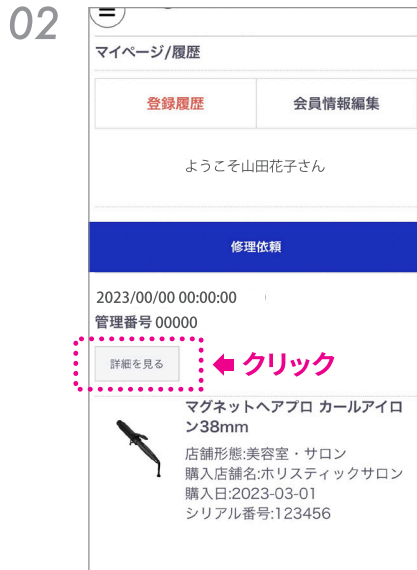 02
マイページ/履歴
登録履歴 会員情報編集
ようこそ山田花子さん
修理依頼
2023/00/00 00:00:00
管理番号 00000
詳細を見る
クリック
マグネットヘアプロ カールアイロ
ン38mm
店舗形態:美容室・サロン
購入店舗名:ホリスティックサロン
購入日:2023-03-01
シリアル番号:123456